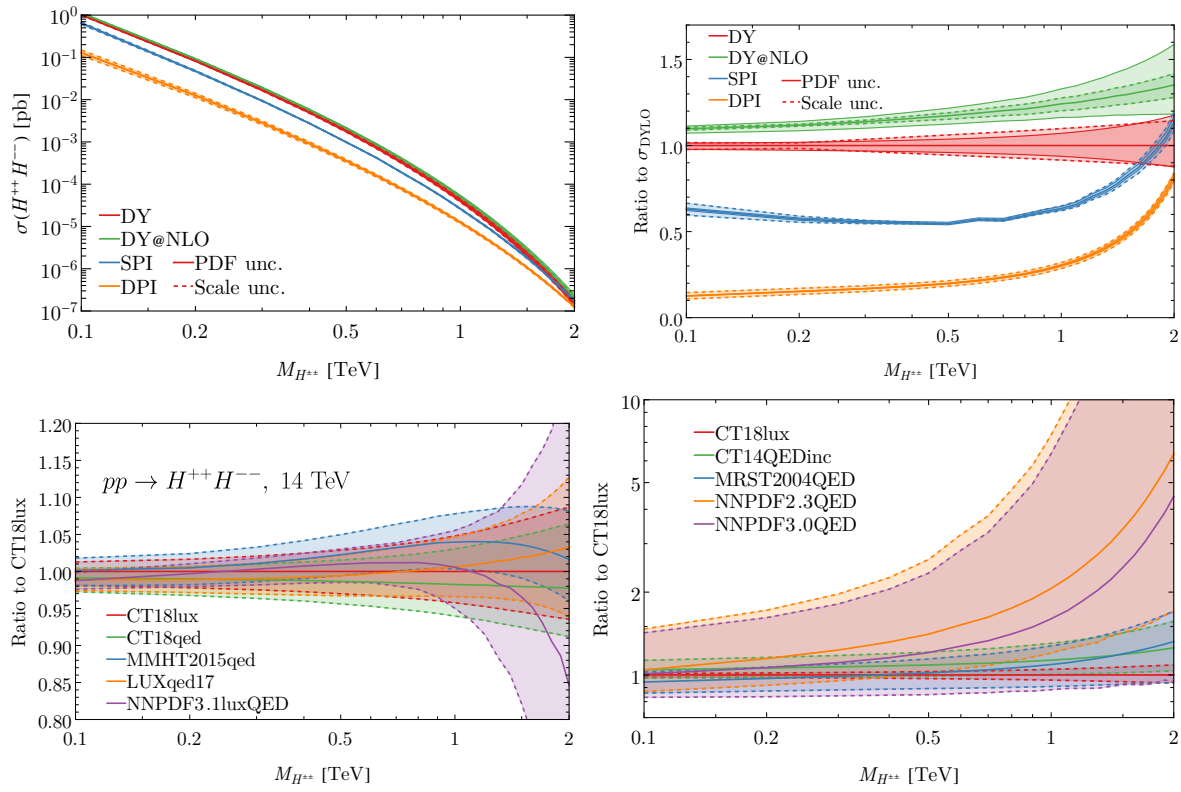 10^0
10^-1
10^-2
10^-3
10^-4
10^-5
10^-6
10^-7
σ(H^++ H^−−) [pb]
DY
DY@NLO
SPI PDF unc.
DPI Scale unc.
0.1 0.5 1 2
M_H^±± [TeV]
1.5
1.0
0.5
0.0
Ratio to σ_DYLO
DY
DY@NLO
SPI PDF unc.
DPI Scale unc.
0.1 0.2 0.5 1 2
M_H^±± [TeV]
1.20
1.15
1.10
1.05
1.00
0.95
0.90
0.85
0.80
Ratio to CT18lux
pp → H^++ H^−−, 14 TeV
CT18lux
CT18qed
MMHT2015qed
LUXqed17
NNPDF3.1luxQED
0.1 0.2 0.5 1 2
M_H^±± [TeV]
10
5
2
1
Ratio to CT18lux
CT18lux
CT14QEDinc
MRST2004QED
NNPDF2.3QED
NNPDF3.0QED
0.1 0.2 0.5 1 2
M_H^±± [TeV]